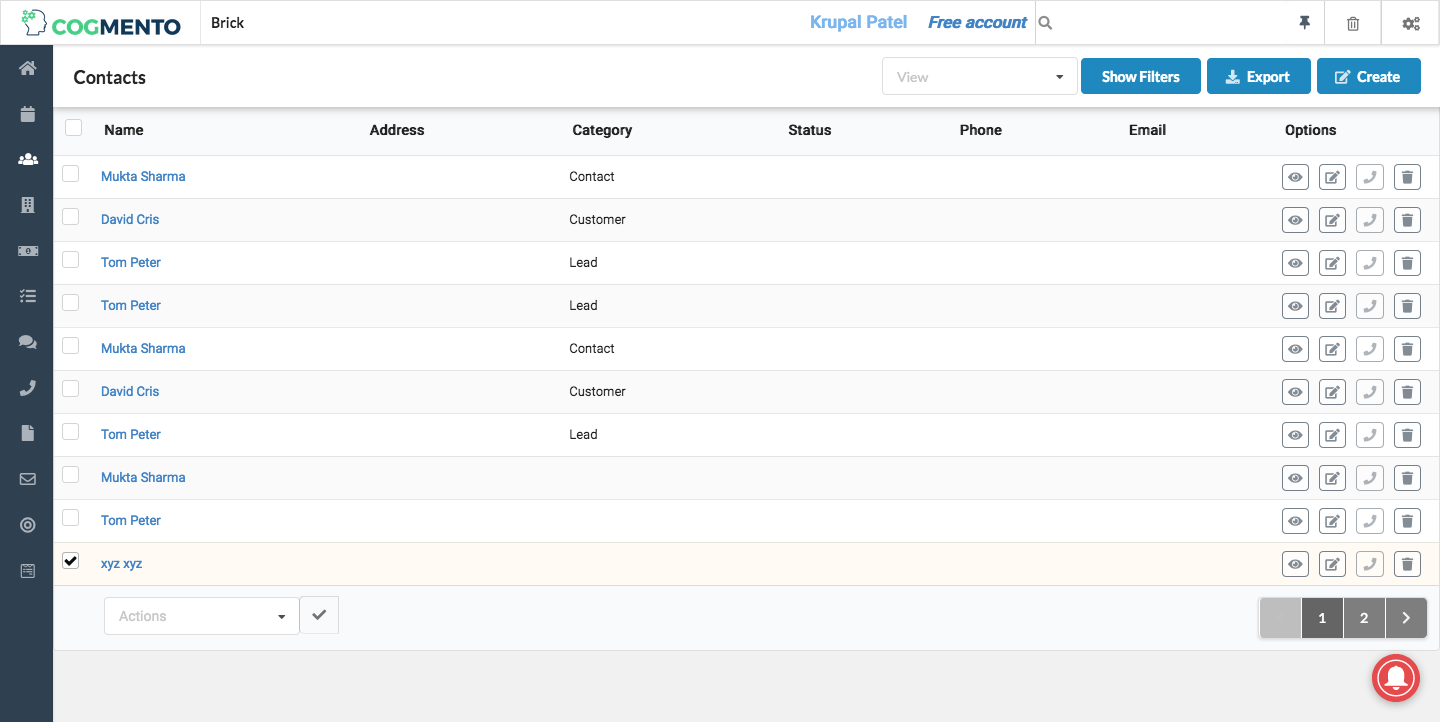 COGMENTO Brick Krupal Patel Free account
Contacts View Show Filters Export Create
Name Address Category Status Phone Email Options
Mukta Sharma Contact
David Cris Customer
Tom Peter Lead
Tom Peter Lead
Mukta Sharma Contact
David Cris Customer
Tom Peter Lead
Mukta Sharma
Tom Peter
xyz xyz
Actions 1 2